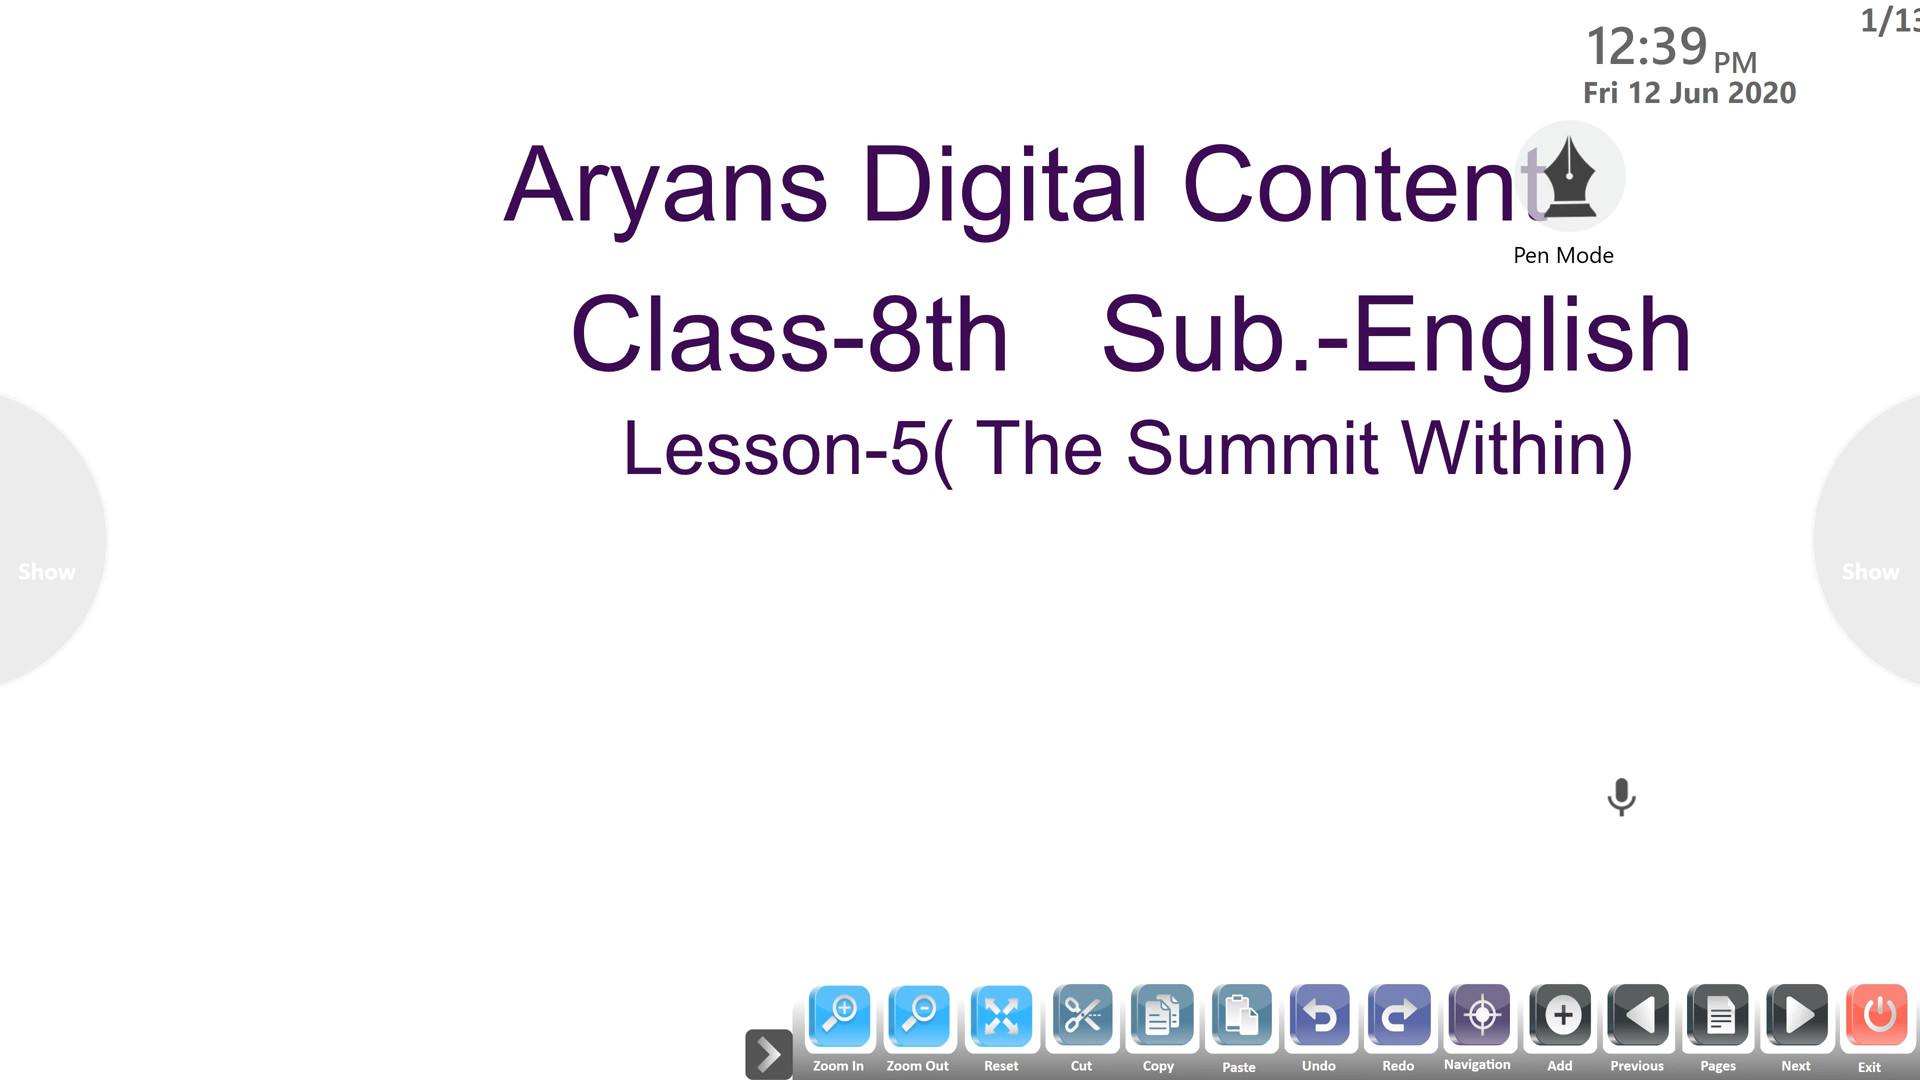 1/13
12:39 PM
Fri 12 Jun 2020
Aryans Digital Content
Pen Mode
Class-8th Sub.-English
Lesson-5( The Summit Within)
Show
Show
Zoom In Zoom Out Reset Cut Copy Paste Undo Redo Navigation Add Previous Pages Next Exit